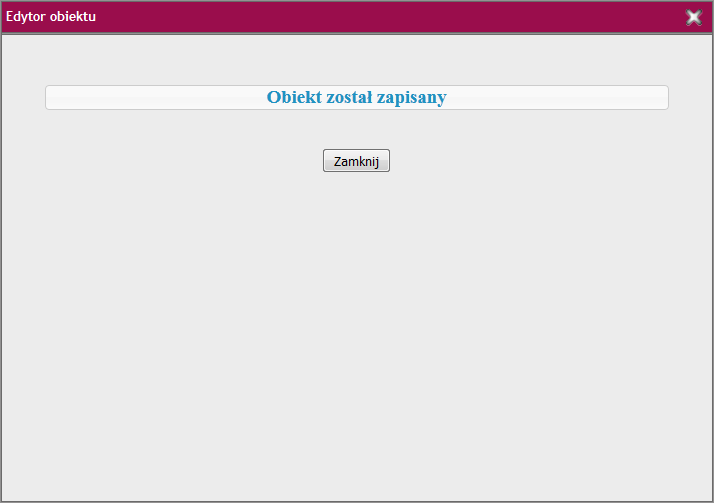 Edytor obiektu
Obiekt został zapisany
Zamknij